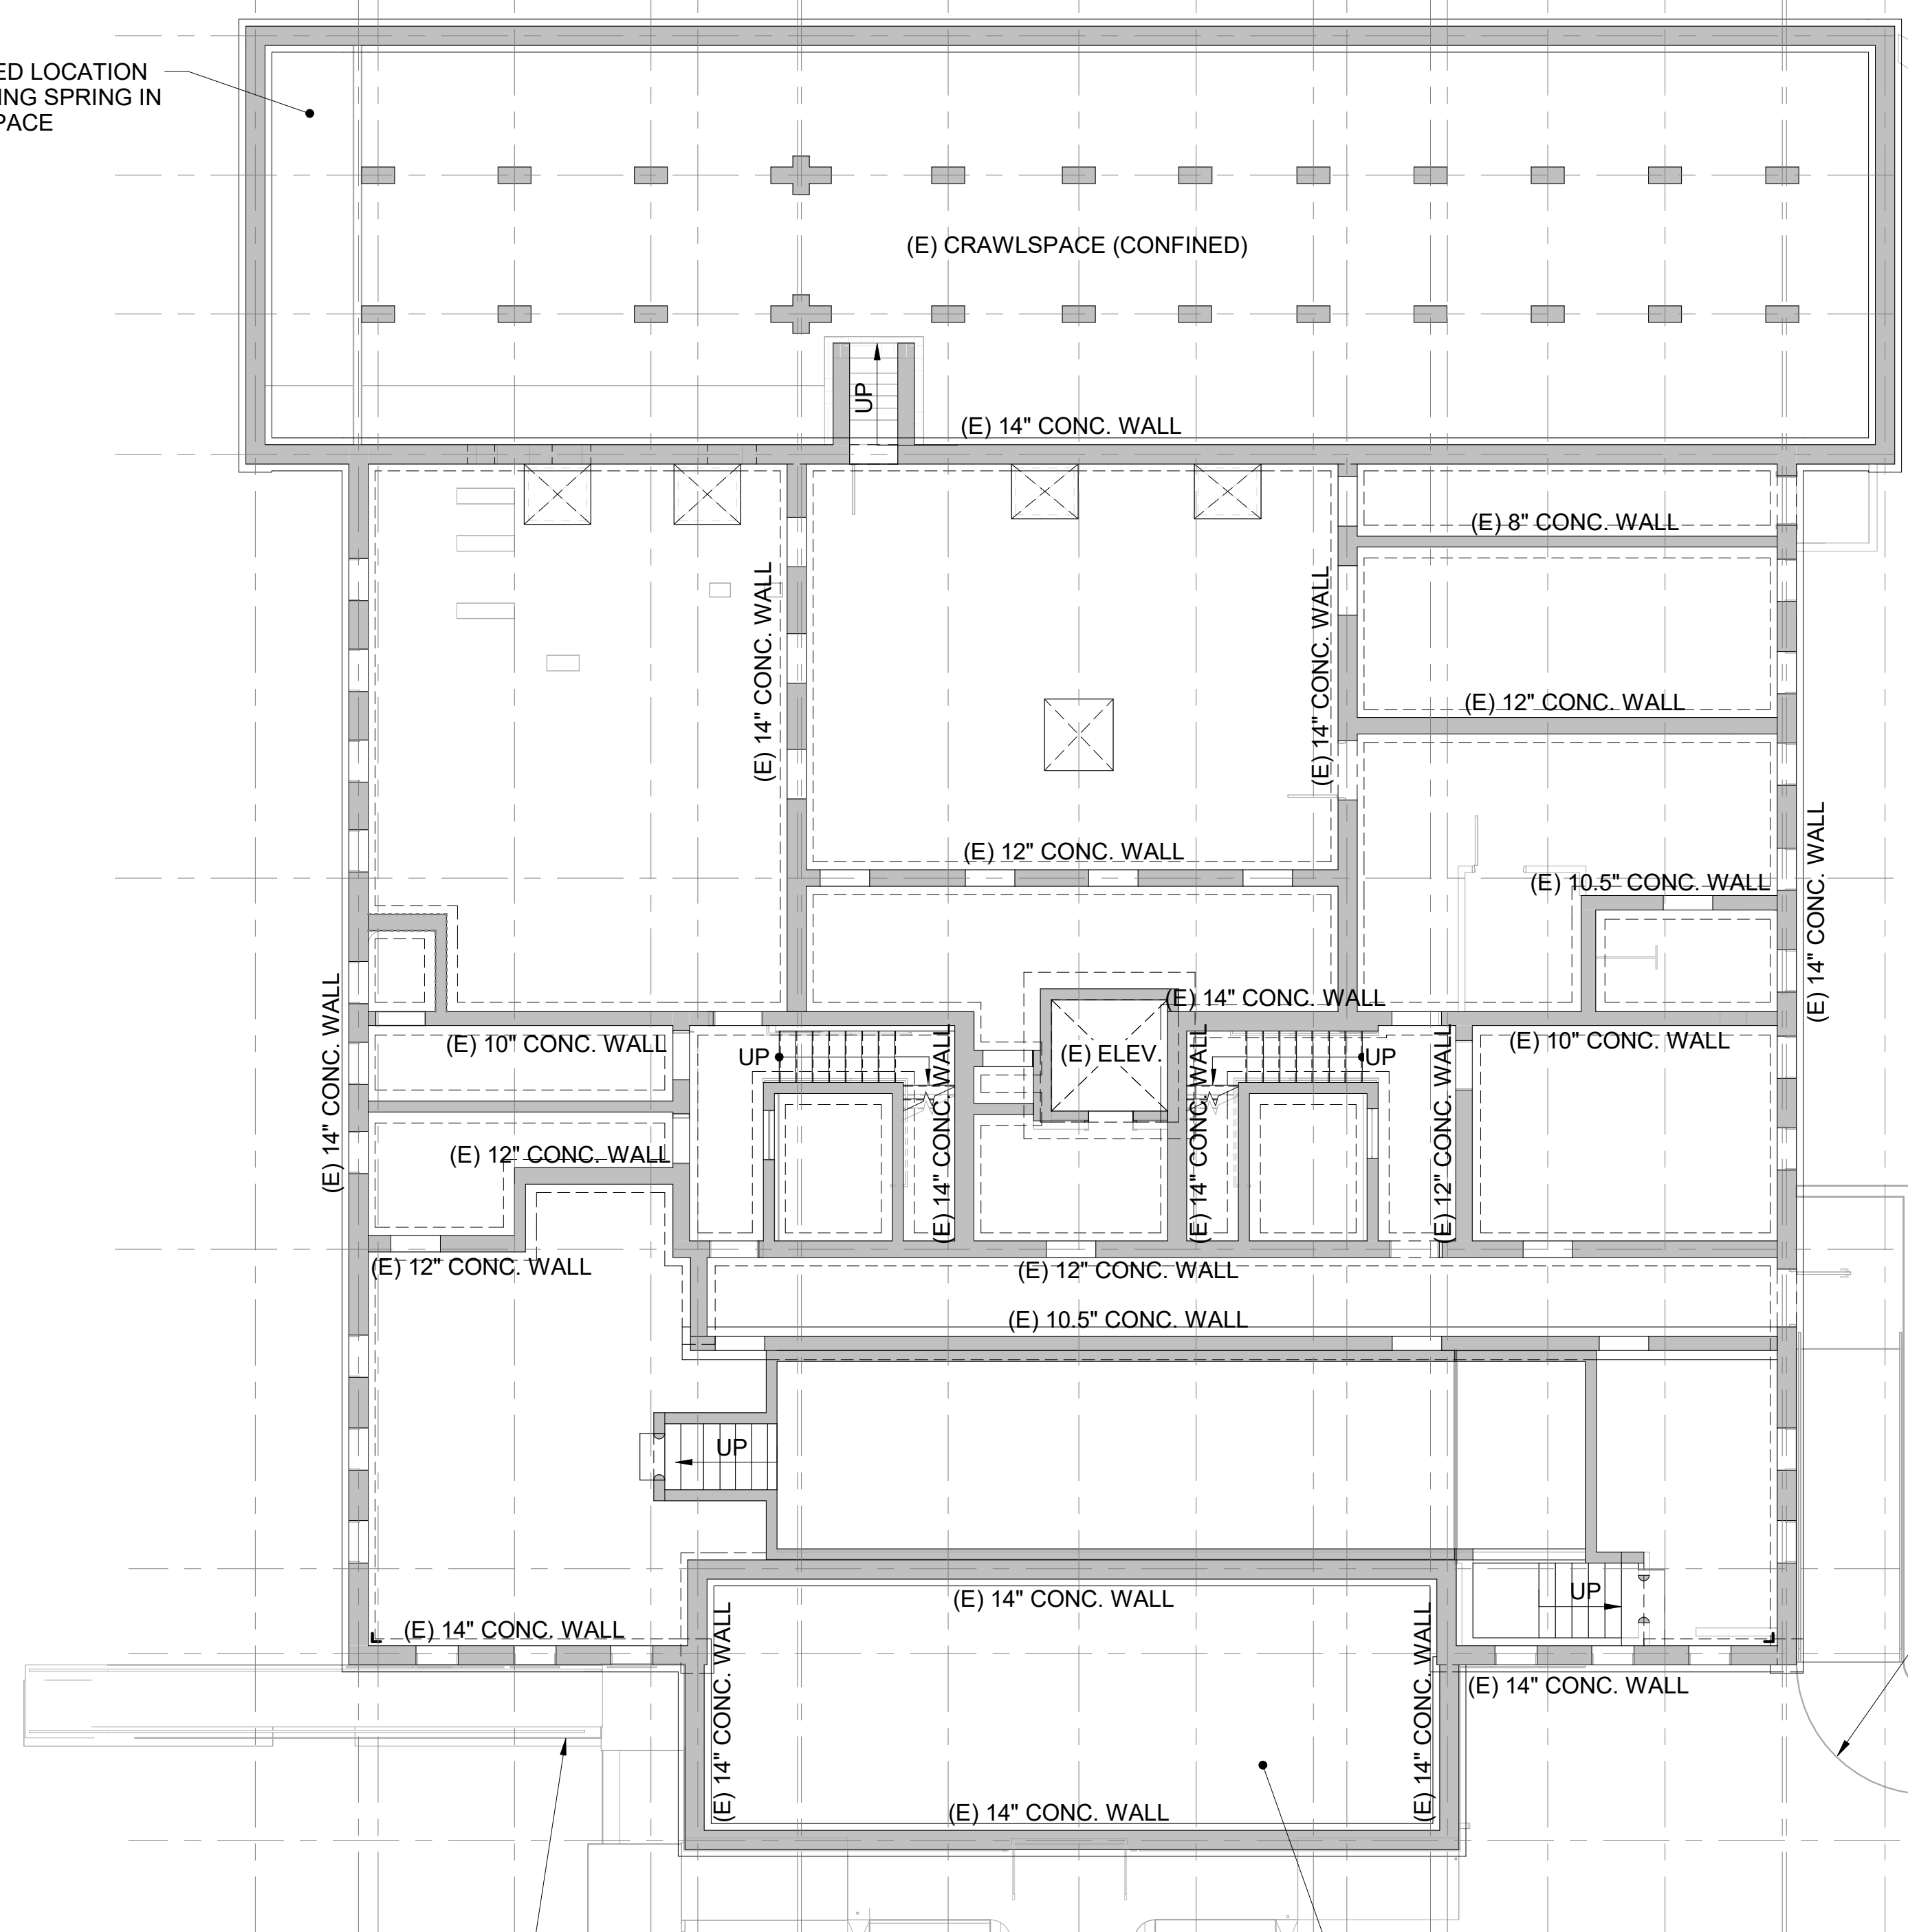 ED LOCATION
ING SPRING IN
PACE
(E) CRAWLSPACE (CONFINED)
UP
(E) 14" CONC. WALL
(E) 8" CONC. WALL
(E) 14" CONC. WALL
(E) 14" CONC. WALL
(E) 12" CONC. WALL
(E) 12" CONC. WALL
(E) 10.5" CONC. WALL
(E) 14" CONC. WALL
(E) 14" CONC. WALL
(E) 14" CONC. WALL
(E) 10" CONC. WALL
UP
(E) 14" CONC. WALL
(E) ELEV.
(E) 14" CONC. WALL
UP
(E) 12" CONC. WALL
(E) 10" CONC. WALL
(E) 12" CONC. WALL
(E) 12" CONC. WALL
(E) 12" CONC. WALL
(E) 10.5" CONC. WALL
UP
UP
(E) 14" CONC. WALL
(E) 14" CONC. WALL
(E) 14" CONC. WALL
(E) 14" CONC. WALL
(E) 14" CONC. WALL
(E) 14" CONC. WALL